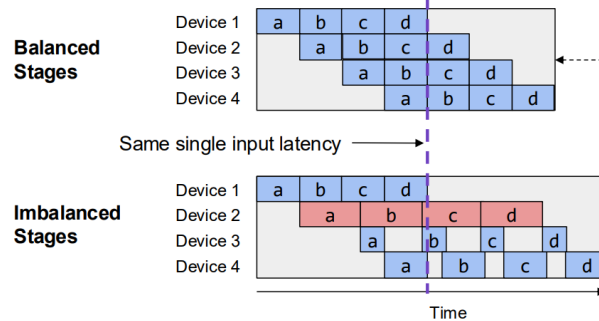 Balanced
Stages
Device 1 a b c d
Device 2 a b c d
Device 3 a b c d
Device 4 a b c d
Same single input latency
Imbalanced
Stages
Device 1 a b c d
Device 2 a b c d
Device 3 a b c d
Device 4 a b c d
Time